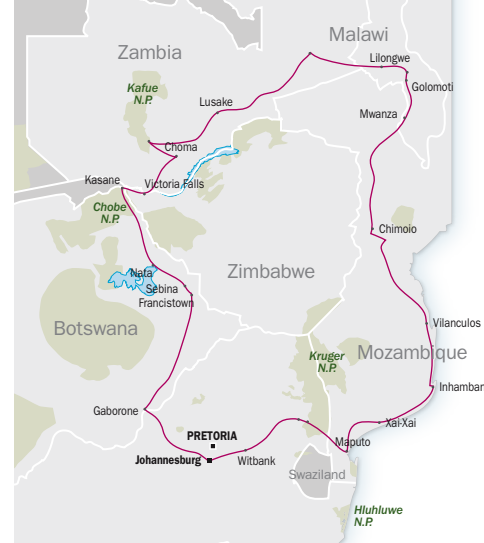 Malawi
Zambia
Lilongwe
Kafue
N.P.
Golomoti
Lusake
Mwanza
Choma
Kasane
Victoria Falls
Chobe
N.P.
Chimoio
Nata
Zimbabwe
Sebina
Francistown
Botswana
Vilanculos
Kruger
N.P.
Mozambique
Inhamban
Gaborone
Xai-Xai
PRETORIA
Maputo
Johannesburg
Witbank
Swaziland
Hluhluwe
N.P.